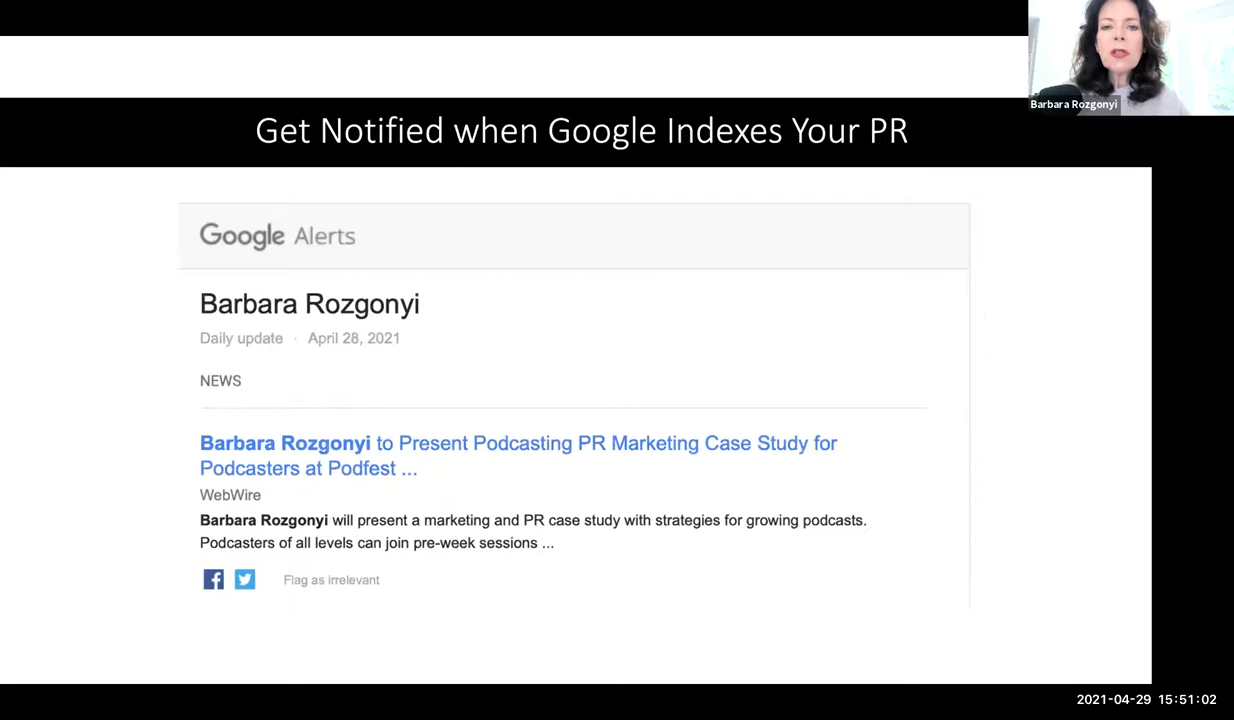 Barbara Rozgonyi
Get Notified when Google Indexes Your PR
Google Alerts
Barbara Rozgonyi
Daily update · April 28, 2021
NEWS
Barbara Rozgonyi to Present Podcasting PR Marketing Case Study for
Podcasters at Podfest ...
WebWire
Barbara Rozgonyi will present a marketing and PR case study with strategies for growing podcasts.
Podcasters of all levels can join pre-week sessions ...
Flag as irrelevant
2021-04-29 15:51:02